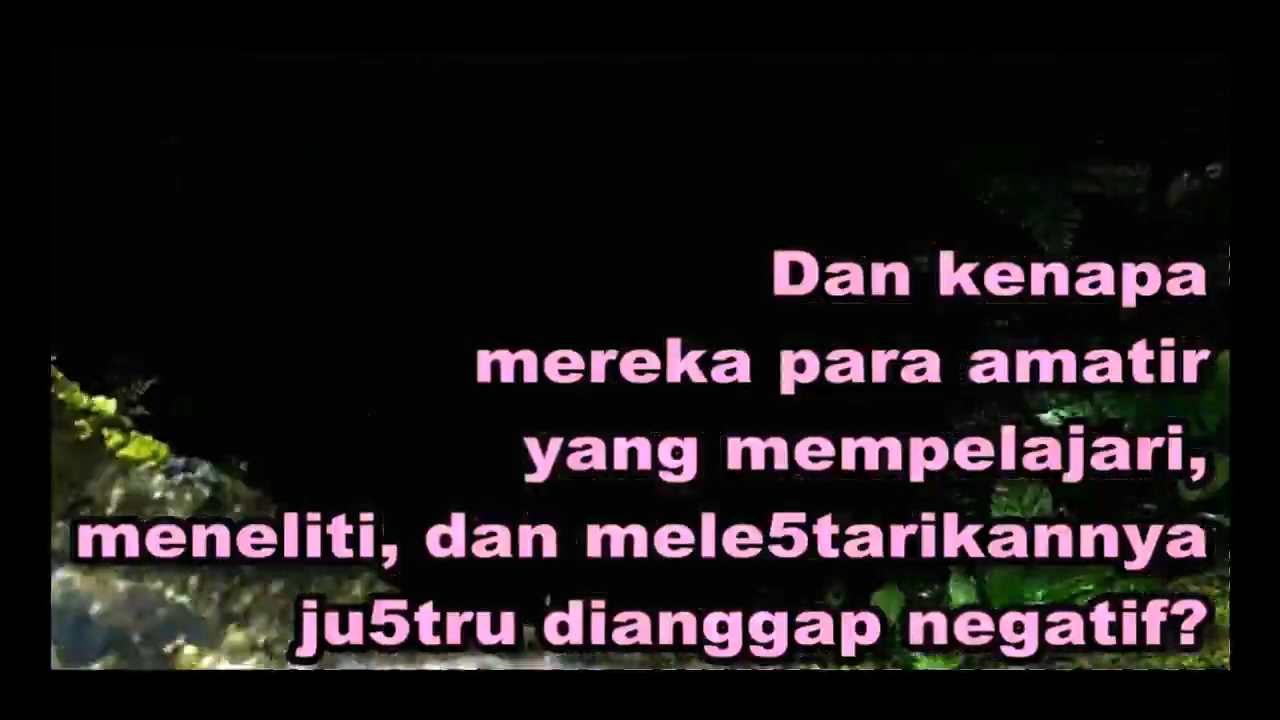 Dan kenapa
mereka para amatir
yang mempelajari,
meneliti, dan mele5tarikannya
ju5tru dianggap negatif?